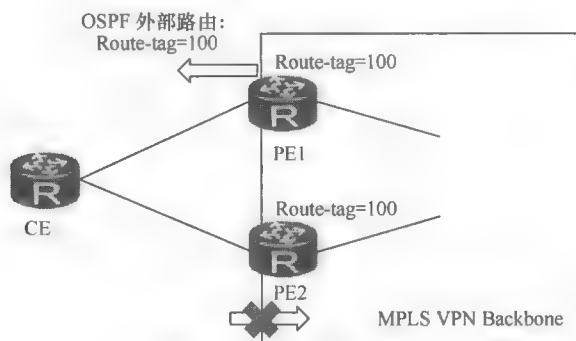 OSPF 外部路由:
Route-tag=100
Route-tag=100
R
PE1
R
CE
Route-tag=100
R
PE2
MPLS VPN Backbone